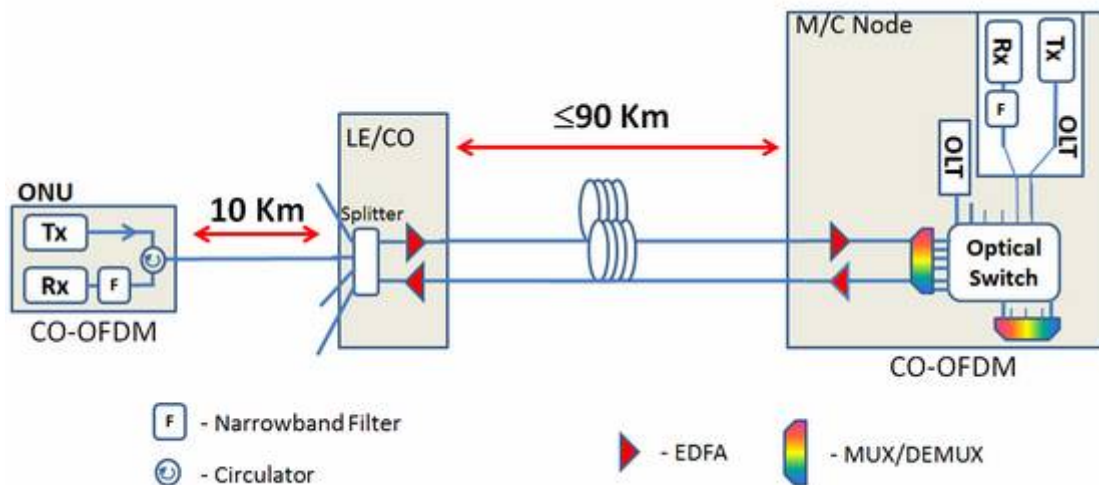 M/C Node
Rx
Tx
F
OLT
OLT
≤90 Km
LE/CO
ONU
10 Km
Splitter
Tx
Rx
F
Optical
Switch
CO-OFDM
CO-OFDM
F - Narrowband Filter
- Circulator
- EDFA
- MUX/DEMUX